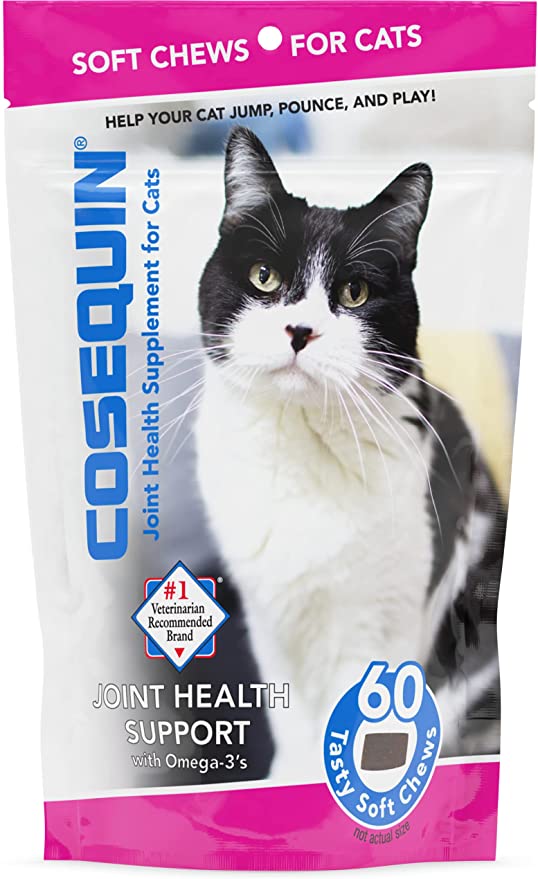 SOFT CHEWS FOR CATS
HELP YOUR CAT JUMP, POUNCE, AND PLAY!
COSEQUIN®
Joint Health Supplement for Cats
#1
Veterinarian
Recommended
Brand
®
JOINT HEALTH
SUPPORT
with Omega-3's
60
Tasty Soft Chews
not actual size